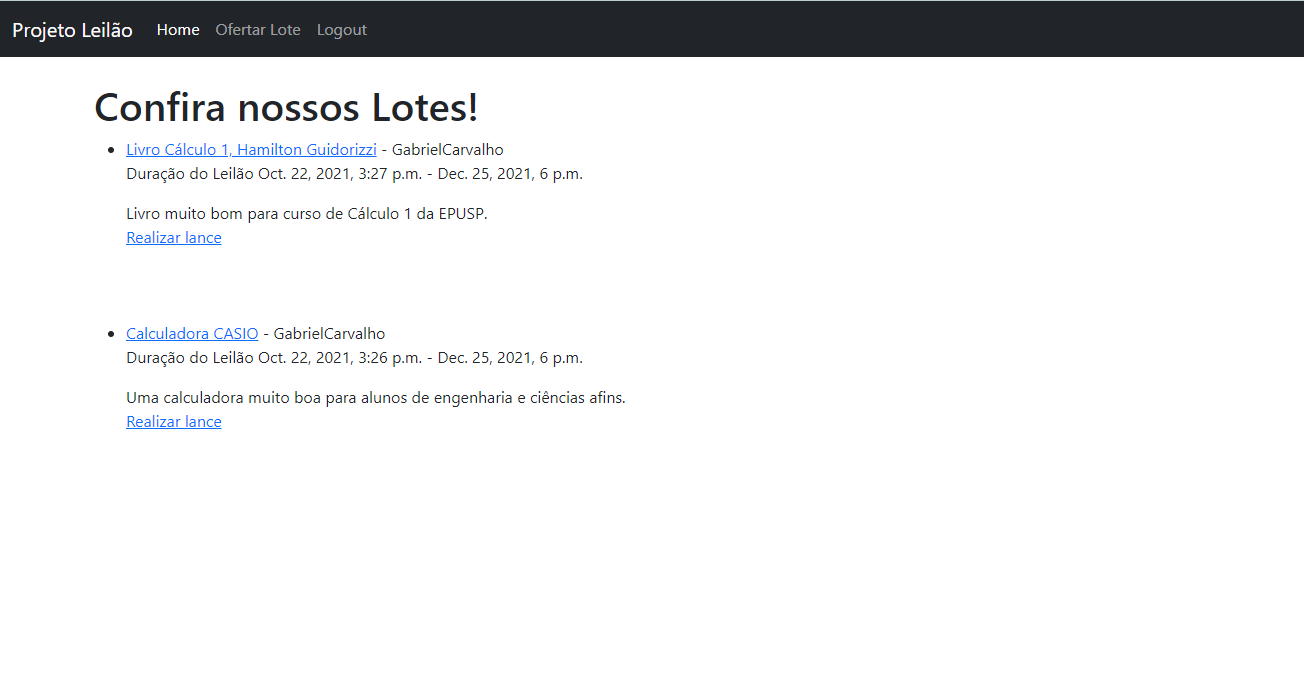 Projeto Leilão Home Ofertar Lote Logout
Confira nossos Lotes!
Livro Cálculo 1, Hamilton Guidorizzi - GabrielCarvalho
Duração do Leilão Oct. 22, 2021, 3:27 p.m. - Dec. 25, 2021, 6 p.m.
Livro muito bom para curso de Cálculo 1 da EPUSP.
Realizar lance
Calculadora CASIO - GabrielCarvalho
Duração do Leilão Oct. 22, 2021, 3:26 p.m. - Dec. 25, 2021, 6 p.m.
Uma calculadora muito boa para alunos de engenharia e ciências afins.
Realizar lance